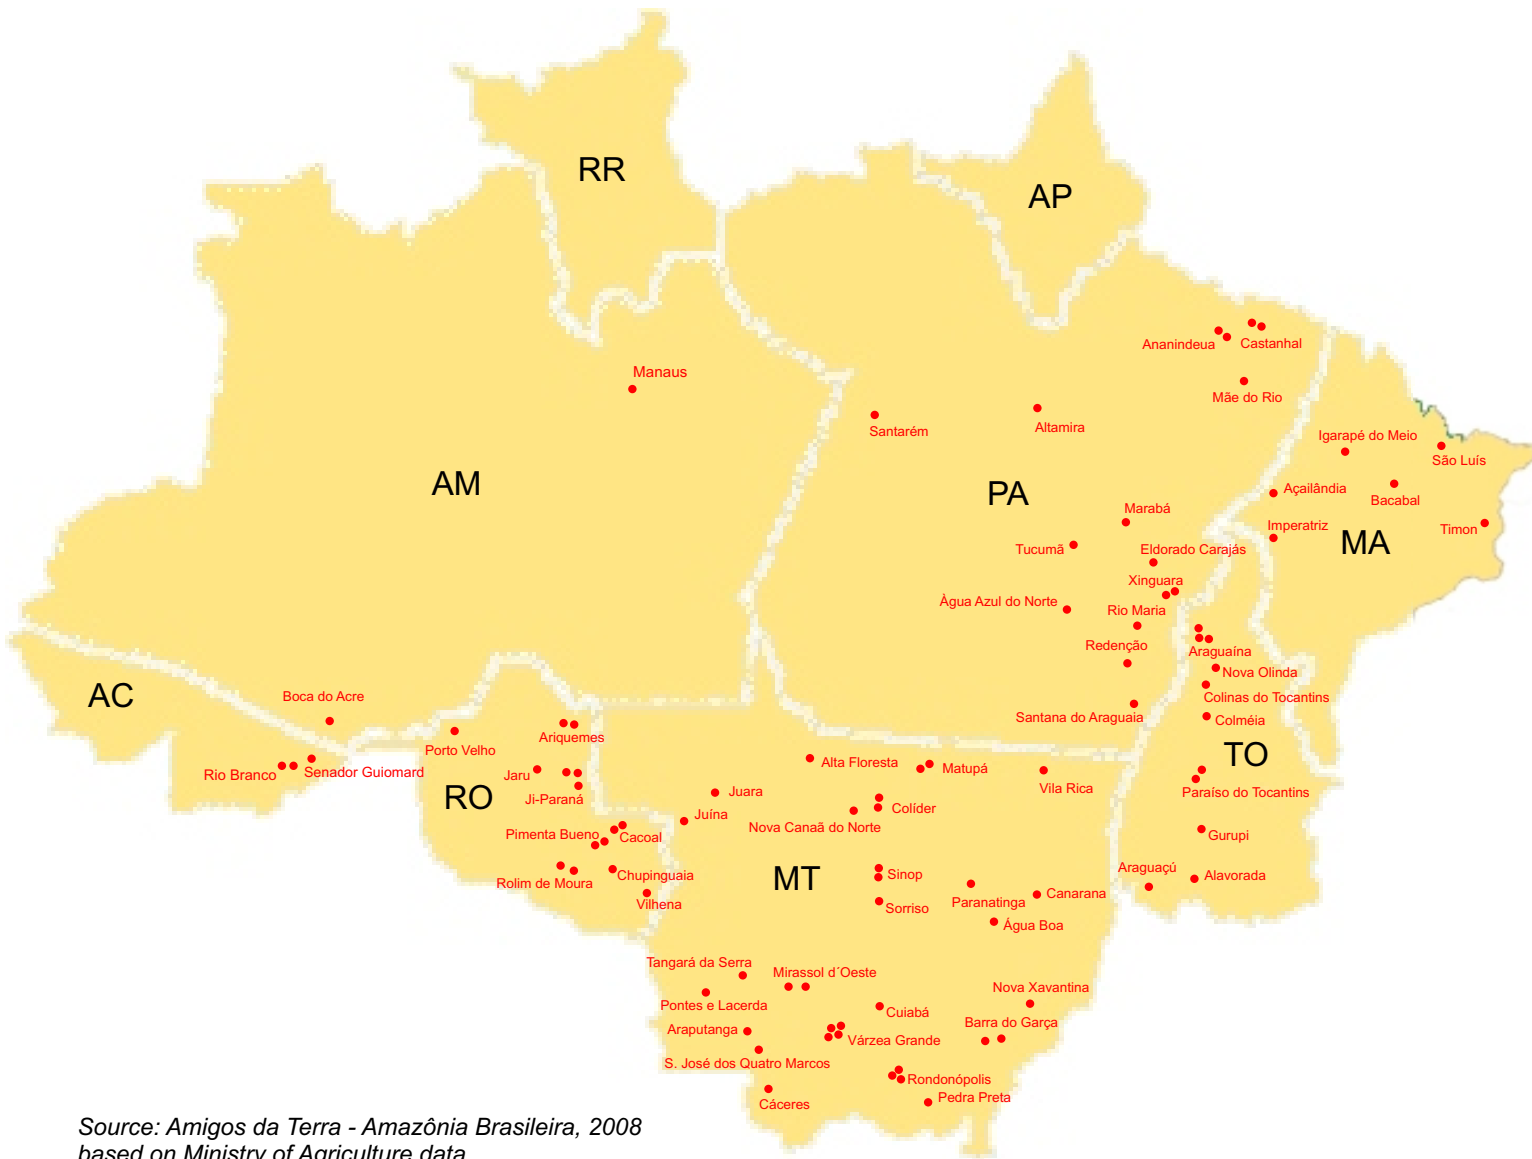 RR
AP
Ananindeua
Castanhal
Manaus
Mãe do Rio
Santarém
Altamira
Igarapé do Meio
São Luís
AM
PA
Açailândia
Bacabal
Marabá
Imperatriz
Timon
MA
Tucumã
Eldorado Carajás
Xinguara
Àgua Azul do Norte
Rio Maria
Redenção
Araguaína
Nova Olinda
AC
Boca do Acre
Colinas do Tocantins
Santana do Araguaia
Colméia
Ariquemes
Porto Velho
TO
Rio Branco
Senador Guiomard
Jaru
Alta Floresta
Matupá
Vila Rica
Paraíso do Tocantins
RO
Ji-Paraná
Juara
Juína
Colíder
Nova Canaã do Norte
Pimenta Bueno
Cacoal
Gurupi
Chupinguaia
Rolim de Moura
MT
Sinop
Araguaçú
Alavorada
Vilhena
Sorriso
Paranatinga
Canarana
Água Boa
Tangará da Serra
Mirassol d´Oeste
Pontes e Lacerda
Nova Xavantina
Cuiabá
Barra do Garça
Araputanga
Várzea Grande
S. José dos Quatro Marcos
Rondonópolis
Cáceres
Pedra Preta
Source: Amigos da Terra - Amazônia Brasileira, 2008
based on Ministry of Agriculture data